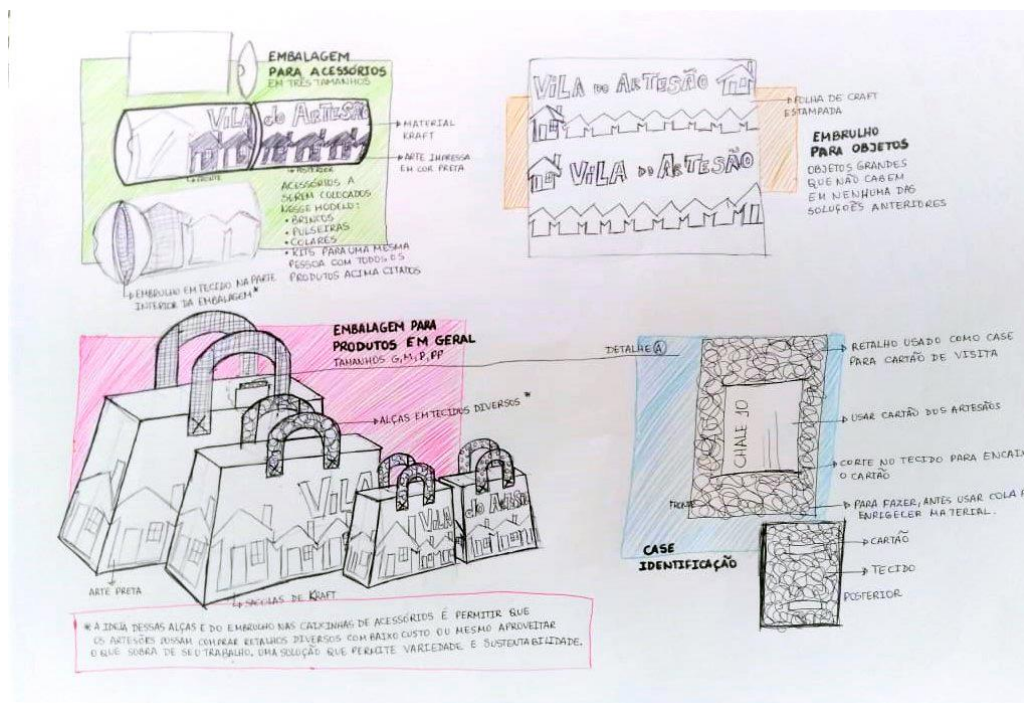 EMBALAGEM
PARA ACESSÓRIOS
EM TRÊS TAMANHOS
VILA do ARTESÃO
MATERIAL
KRAFT
ARTE IMPRESSA
EM COR PRETA
FRONTE
POSTERIOR
ACESSÓRIOS A
SEREM COLOCADOS
NESSE MODELO:
• BRINCOS
• PULSEIRAS
• COLARES
• KITS PARA UMA MESMA
PESSOA COM TODOS OS
PRODUTOS ACIMA CITADOS
EMBRULHO EM TECIDO NA PARTE
INTERIOR DA EMBALAGEM*
VILA DO ARTESÃO
VILA DO ARTESÃO
FOLHA DE CRAFT
ESTAMPADA
EMBRULHO
PARA OBJETOS
OBJETOS GRANDES
QUE NÃO CABEM
EM NENHUMA DAS
SOLUÇÕES ANTERIORES
EMBALAGEM PARA
PRODUTOS EM GERAL
TAMANHOS G, M, P, PP
ALÇAS EM TECIDOS DIVERSOS *
VILA
VILA
do ARTESÃO
ARTE PRETA
SACOLAS DE KRAFT
DETALHE A
RETALHO USADO COMO CASE
PARA CARTÃO DE VISITA
CHALE 10
USAR CARTÃO DOS ARTESÃOS
CORTE NO TECIDO PARA
O CARTÃO
FRONTE
PARA FAZER, ANTES USAR COLA
ENRIGECER MATERIAL.
CASE
IDENTIFICAÇÃO
CARTÃO
TECIDO
POSTERIOR
* A IDEIA DESSAS ALÇAS E DO EMBRULHO NAS CAIXINHAS DE ACESSÓRIOS É PERMITIR QUE
OS ARTESÃOS POSSAM COMPRAR RETALHOS DIVERSOS COM BAIXO CUSTO OU MESMO APROVEITAR
O QUE SOBRA DE SEU TRABALHO. UMA SOLUÇÃO QUE PERMITE VARIEDADE E SUSTENTABILIDADE.